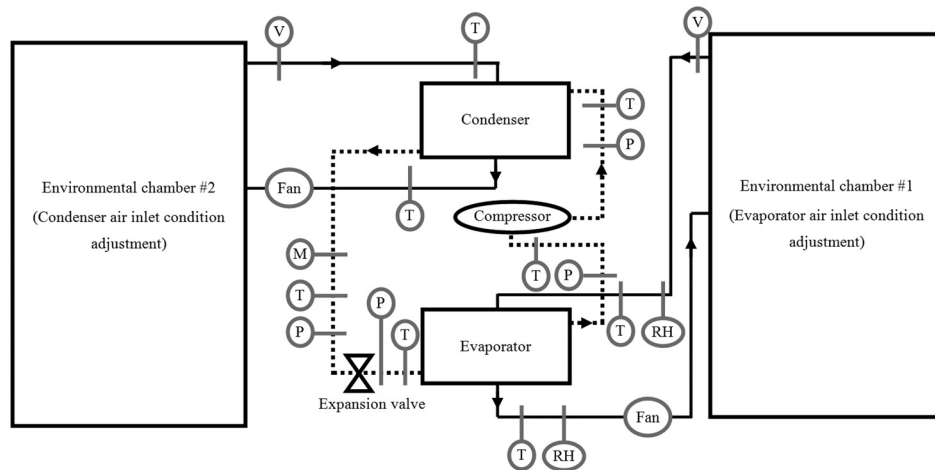 V
T
V
Condenser
T
P
Environmental chamber #2
(Condenser air inlet condition
adjustment)
Fan
T
Compressor
Environmental chamber #1
(Evaporator air inlet condition
adjustment)
M
T
P
T
P
P
T
T
RH
Evaporator
Expansion valve
T
RH
Fan